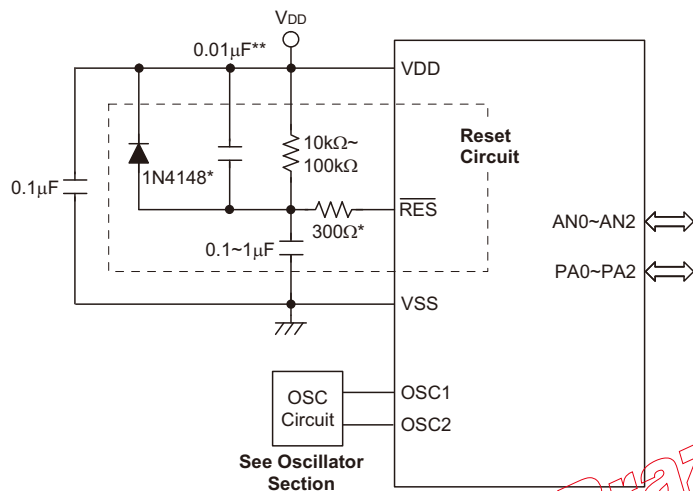 VDD
0.01µF**
VDD
10kΩ~
100kΩ
Reset
Circuit
1N4148*
0.1µF
RES
300Ω*
AN0~AN2
0.1~1µF
PA0~PA2
VSS
OSC
Circuit
OSC1
OSC2
See Oscillator
Section